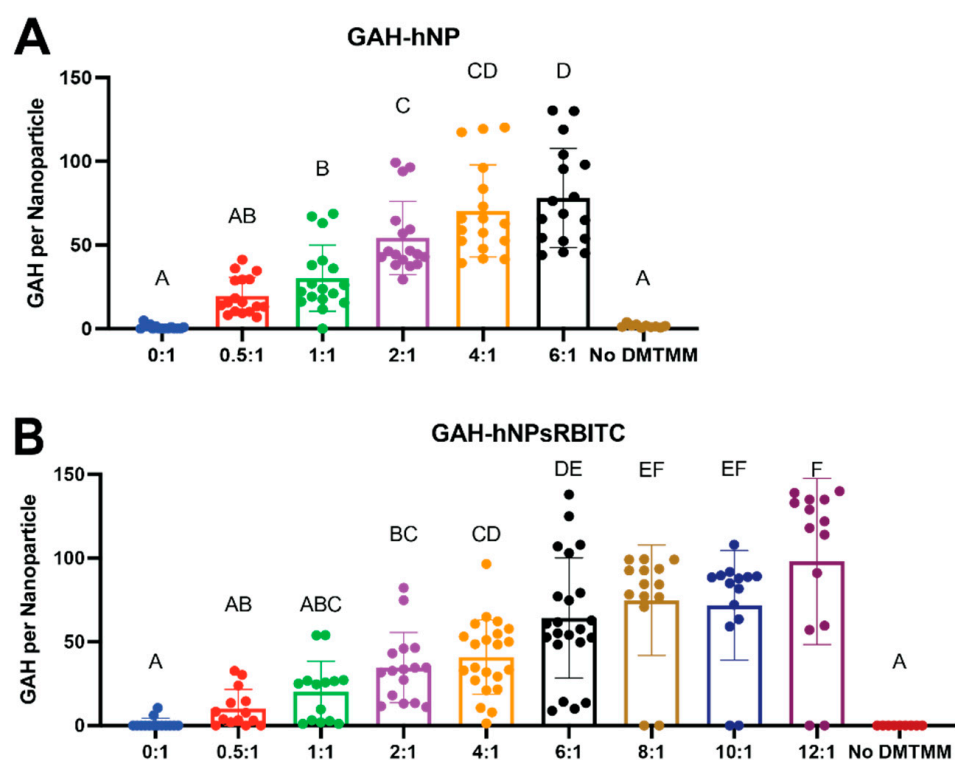 A
GAH-hNP
GAH per Nanoparticle
150
100
50
0
A
AB
B
C
CD
D
A
0:1 0.5:1 1:1 2:1 4:1 6:1 No DMTMM
B
GAH-hNPsRBITC
GAH per Nanoparticle
150
100
50
0
A
AB
ABC
BC
CD
DE
EF
EF
F
A
0:1 0.5:1 1:1 2:1 4:1 6:1 8:1 10:1 12:1 No DMTMM